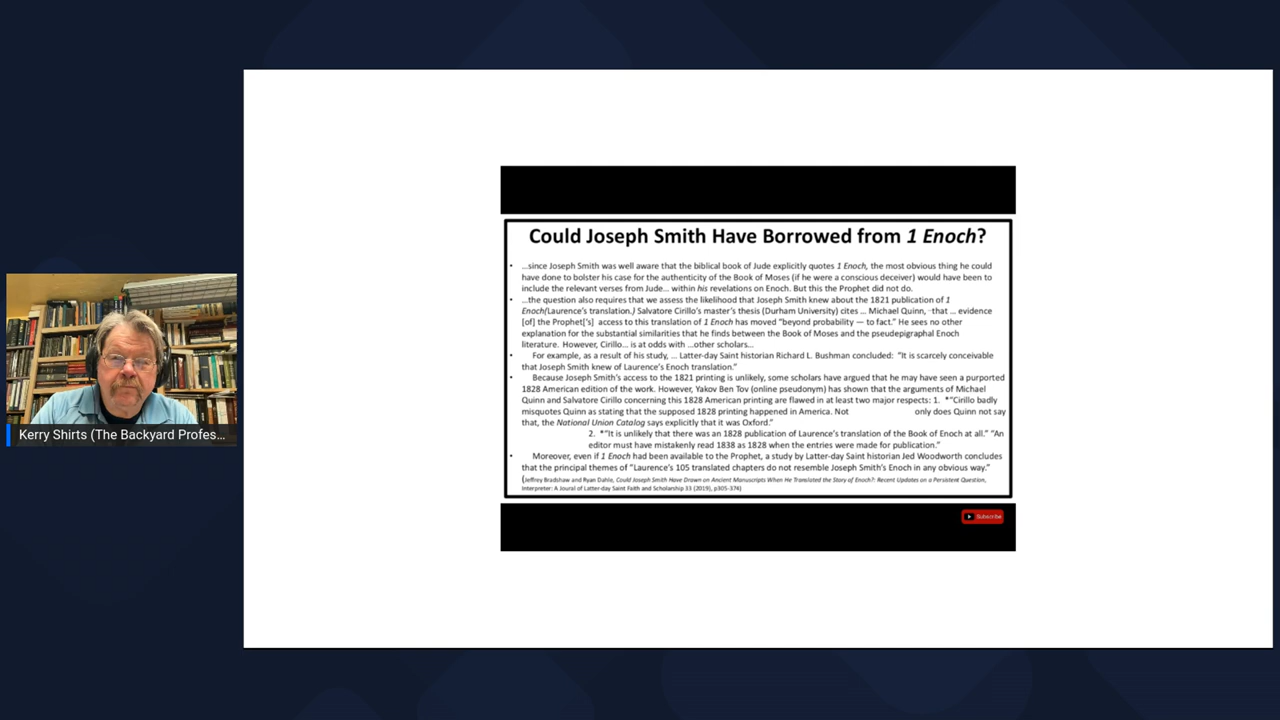 Could Joseph Smith Have Borrowed from 1 Enoch?
• …since Joseph Smith was well aware that the biblical book of Jude explicitly quotes 1 Enoch, the most obvious thing he could
have done to bolster his case for the authenticity of the Book of Moses (if he were a conscious deceiver) would have been to
include the relevant verses from Jude… within his revelations on Enoch. But this the Prophet did not do.
• …the question also requires that we assess the likelihood that Joseph Smith knew about the 1821 publication of 1
Enoch(Laurence's translation.) Salvatore Cirillo's master's thesis (Durham University) cites … Michael Quinn, that … evidence
[of] the Prophet['s] access to this translation of 1 Enoch has moved "beyond probability — to fact." He sees no other
explanation for the substantial similarities that he finds between the Book of Moses and the pseudepigraphal Enoch
literature. However, Cirillo… is at odds with …other scholars…
• For example, as a result of his study, … Latter-day Saint historian Richard L. Bushman concluded: "It is scarcely conceivable
that Joseph Smith knew of Laurence's Enoch translation."
• Because Joseph Smith's access to the 1821 printing is unlikely, some scholars have argued that he may have seen a purported
1828 American edition of the work. However, Yakov Ben Tov (online pseudonym) has shown that the arguments of Michael
Quinn and Salvatore Cirillo concerning this 1828 American printing are flawed in at least two major respects: 1. *"Cirillo badly
misquotes Quinn as stating that the supposed 1828 printing happened in America. Not only does Quinn not say
that, the National Union Catalog says explicitly that it was Oxford."
2. *"It is unlikely that there was an 1828 publication of Laurence's translation of the Book of Enoch at all." "An
editor must have mistakenly read 1838 as 1828 when the entries were made for publication."
• Moreover, even if 1 Enoch had been available to the Prophet, a study by Latter-day Saint historian Jed Woodworth concludes
that the principal themes of "Laurence's 105 translated chapters do not resemble Joseph Smith's Enoch in any obvious way."
(Jeffrey Bradshaw and Ryan Dahle, Could Joseph Smith Have Drawn on Ancient Manuscripts When He Translated the Story of Enoch?: Recent Updates on a Persistent Question,
Interpreter: A Joural of Latter-day Saint Faith and Scholarship 33 (2019), p305-374)
Subscribe
Kerry Shirts (The Backyard Profes...